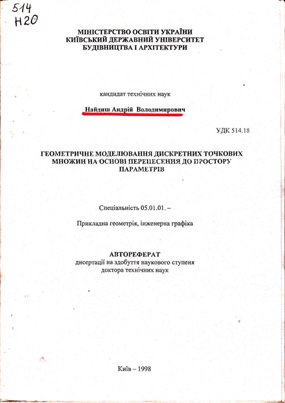 514
Н20
МІНІСТЕРСТВО ОСВІТИ УКРАЇНИ
КИЇВСЬКИЙ ДЕРЖАВНИЙ УНІВЕРСИТЕТ
БУДІВНИЦТВА І АРХІТЕКТУРИ
кандидат технічних наук
Найдиш Андрій Володимирович
УДК 514.18
ГЕОМЕТРИЧНЕ МОДЕЛЮВАННЯ ДИСКРЕТНИХ ТОЧКОВИХ
МНОЖИН НА ОСНОВІ ПЕРЕНЕСЕННЯ ДО ПРОСТОРУ
ПАРАМЕТРІВ
Спеціальність 05.01.01. –
Прикладна геометрія, інженерна графіка
АВТОРЕФЕРАТ
дисертації на здобуття наукового ступеня
доктора технічних наук
Київ – 1998